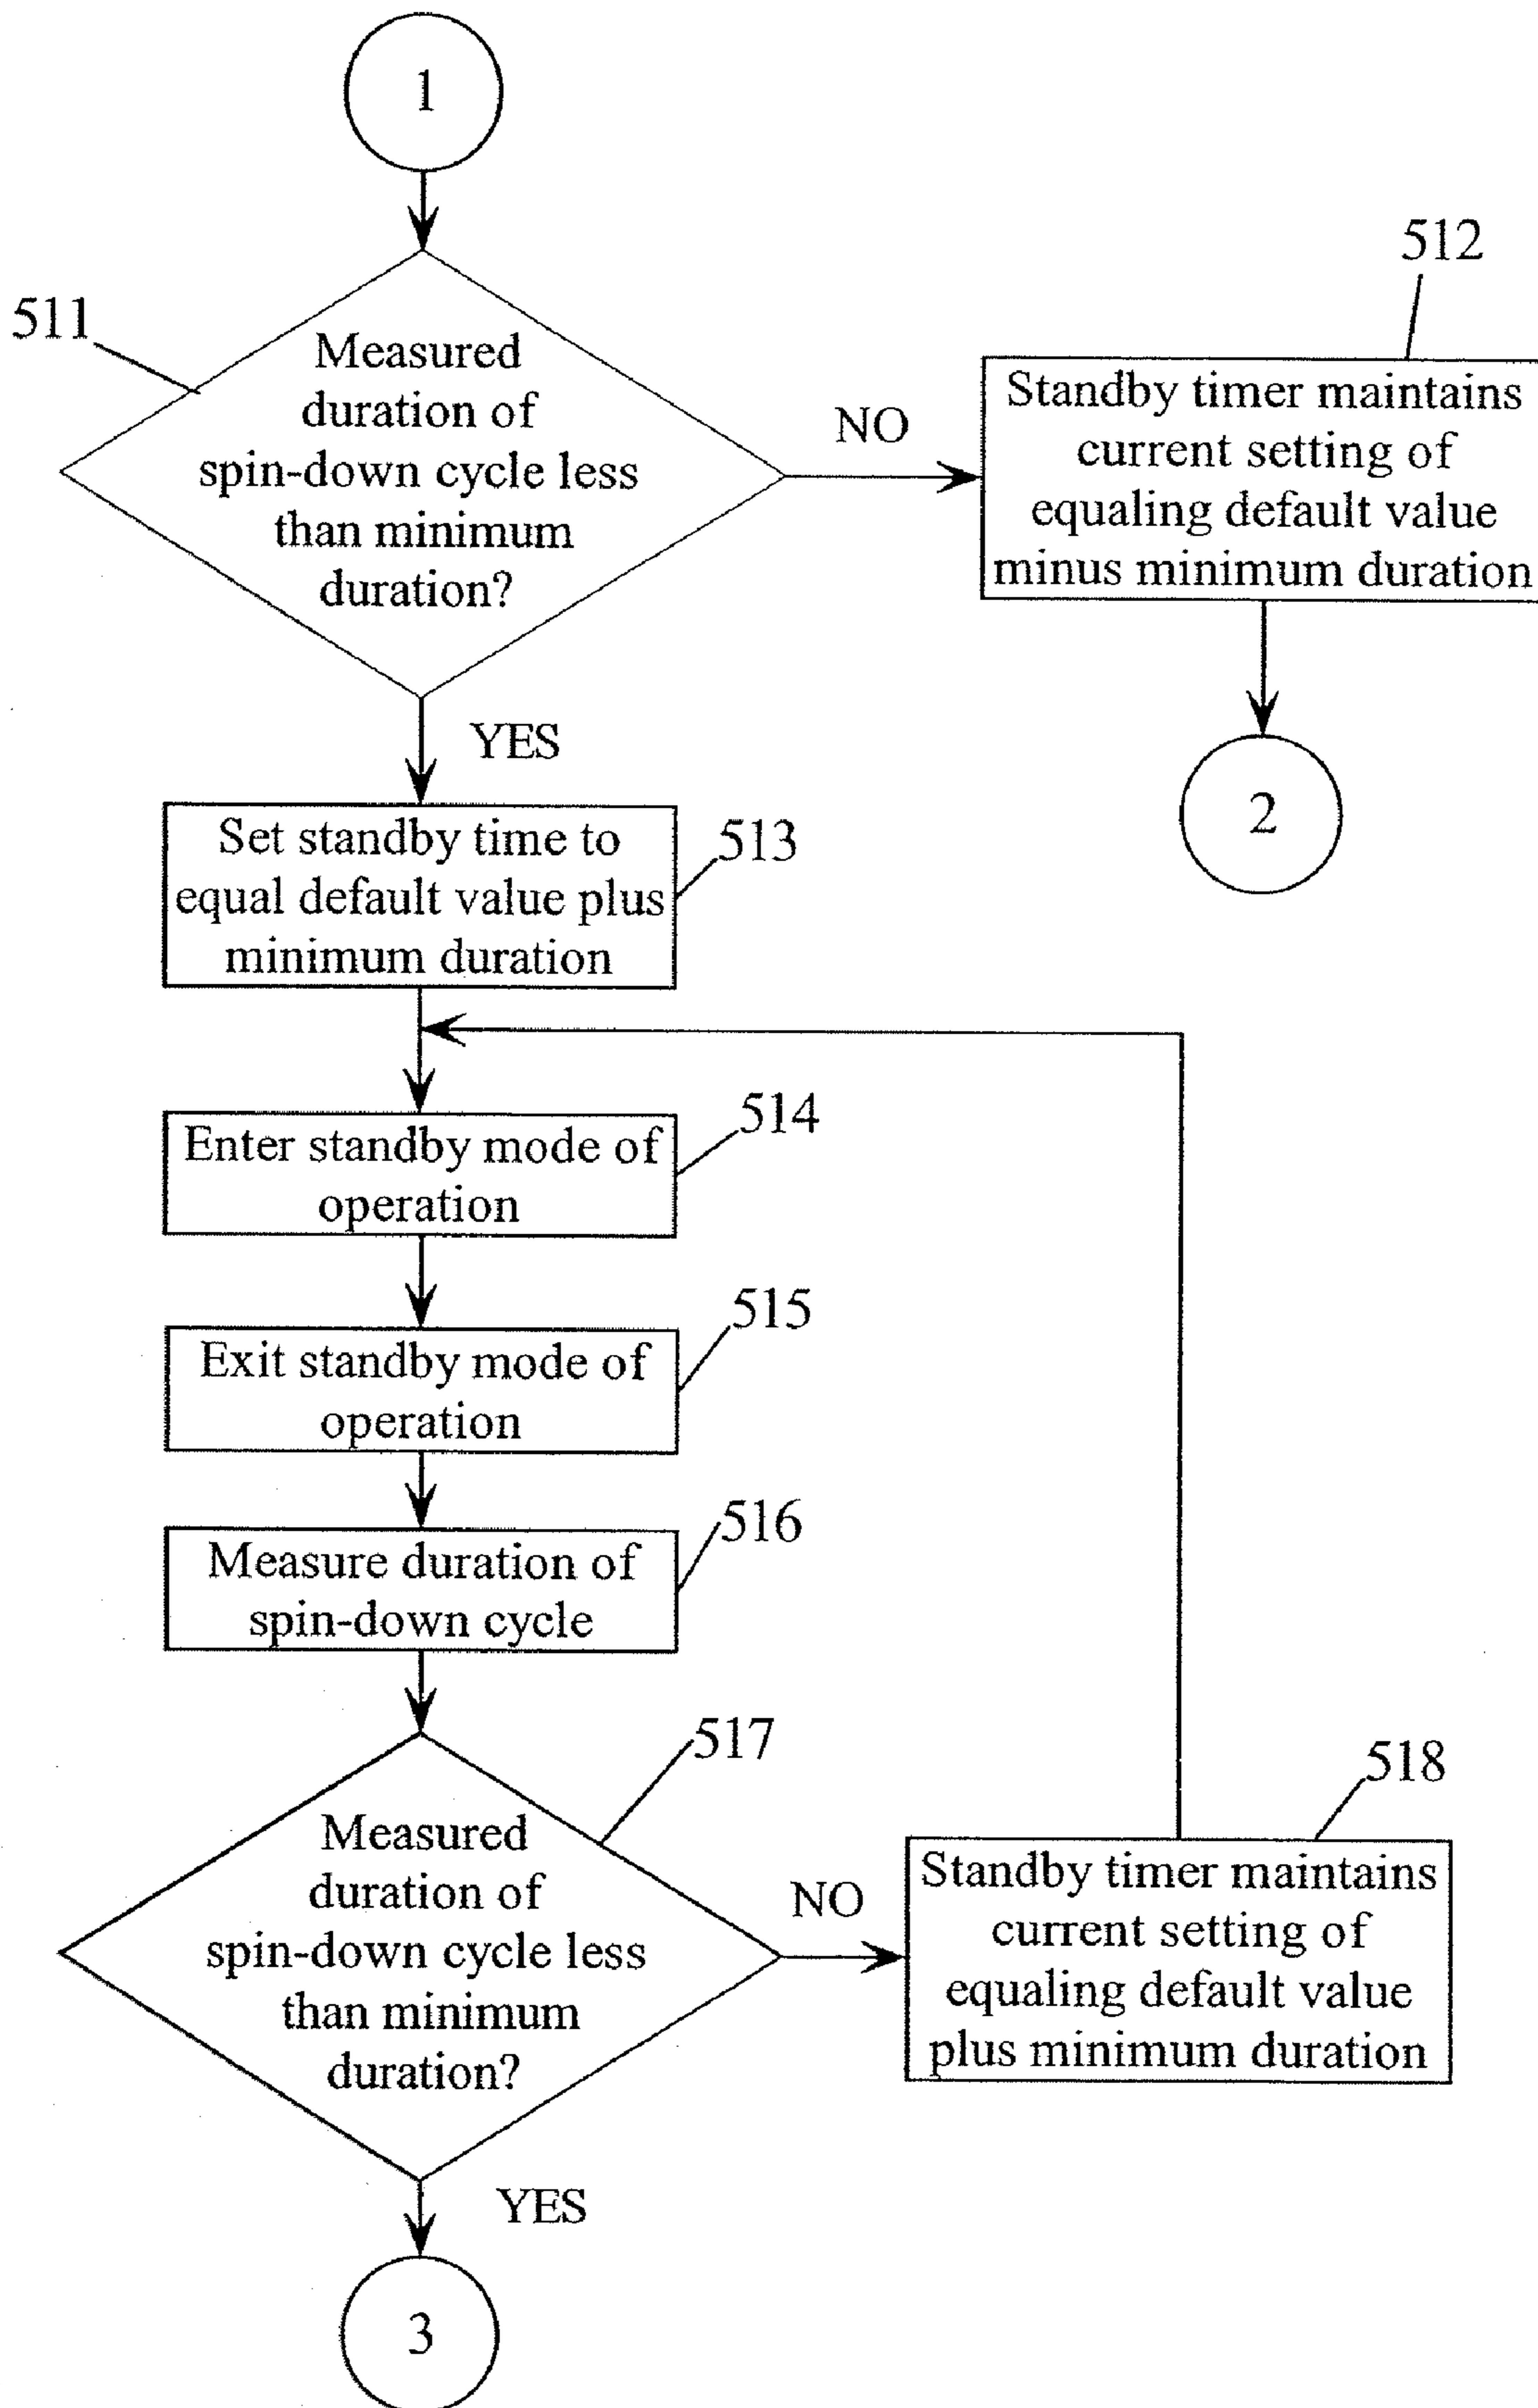 1
511
Measured
duration of
spin-down cycle less
than minimum
duration?
NO
512
Standby timer maintains
current setting of
equaling default value
minus minimum duration
2
YES
Set standby time to
equal default value plus
minimum duration
513
Enter standby mode of
operation
514
Exit standby mode of
operation
515
Measure duration of
spin-down cycle
516
517
Measured
duration of
spin-down cycle less
than minimum
duration?
NO
518
Standby timer maintains
current setting of
equaling default value
plus minimum duration
YES
3